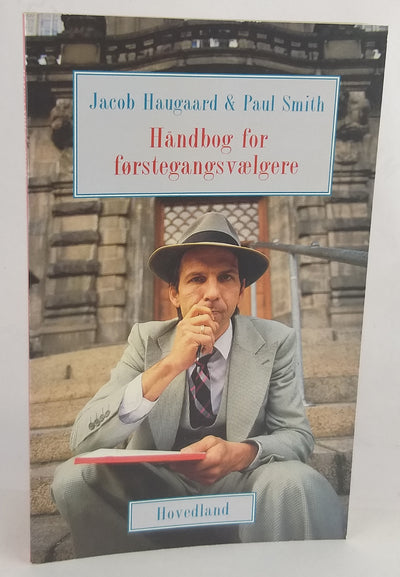 Jacob Haugaard & Paul Smith
Håndbog for
førstegangsvælgere
Hovedland